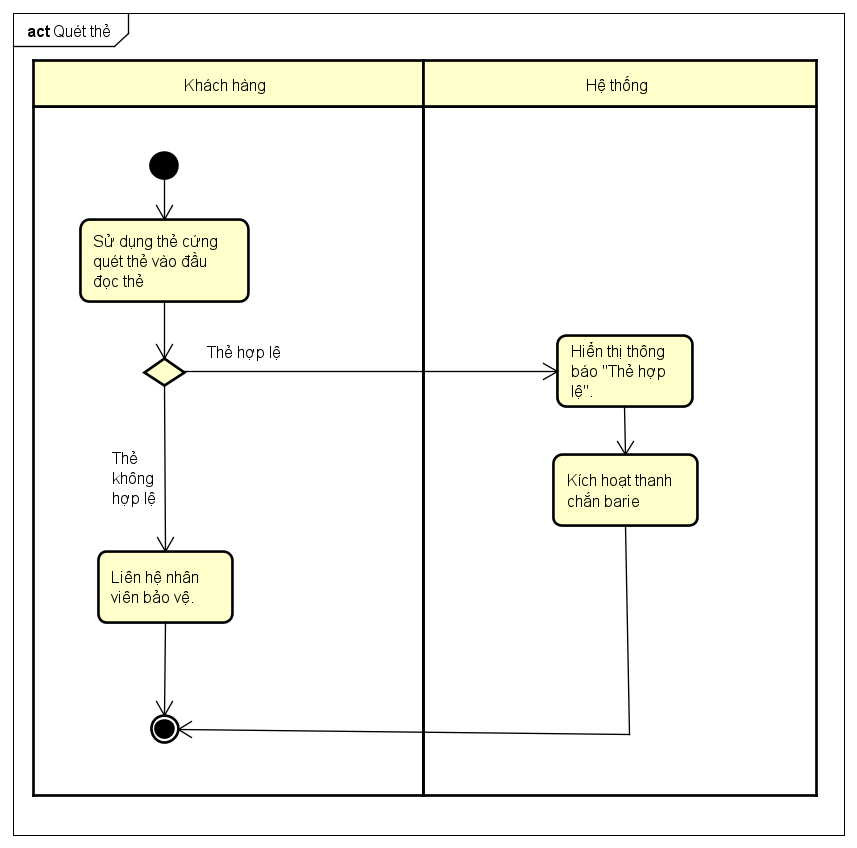 act Quét thẻ
Khách hàng
Hệ thống
Sử dụng thẻ cứng
quét thẻ vào đầu
đọc thẻ
Thẻ hợp lệ
Hiển thị thông
báo "Thẻ hợp
lệ".
Thẻ
không
hợp lệ
Kích hoạt thanh
chắn barie
Liên hệ nhân
viên bảo vệ.